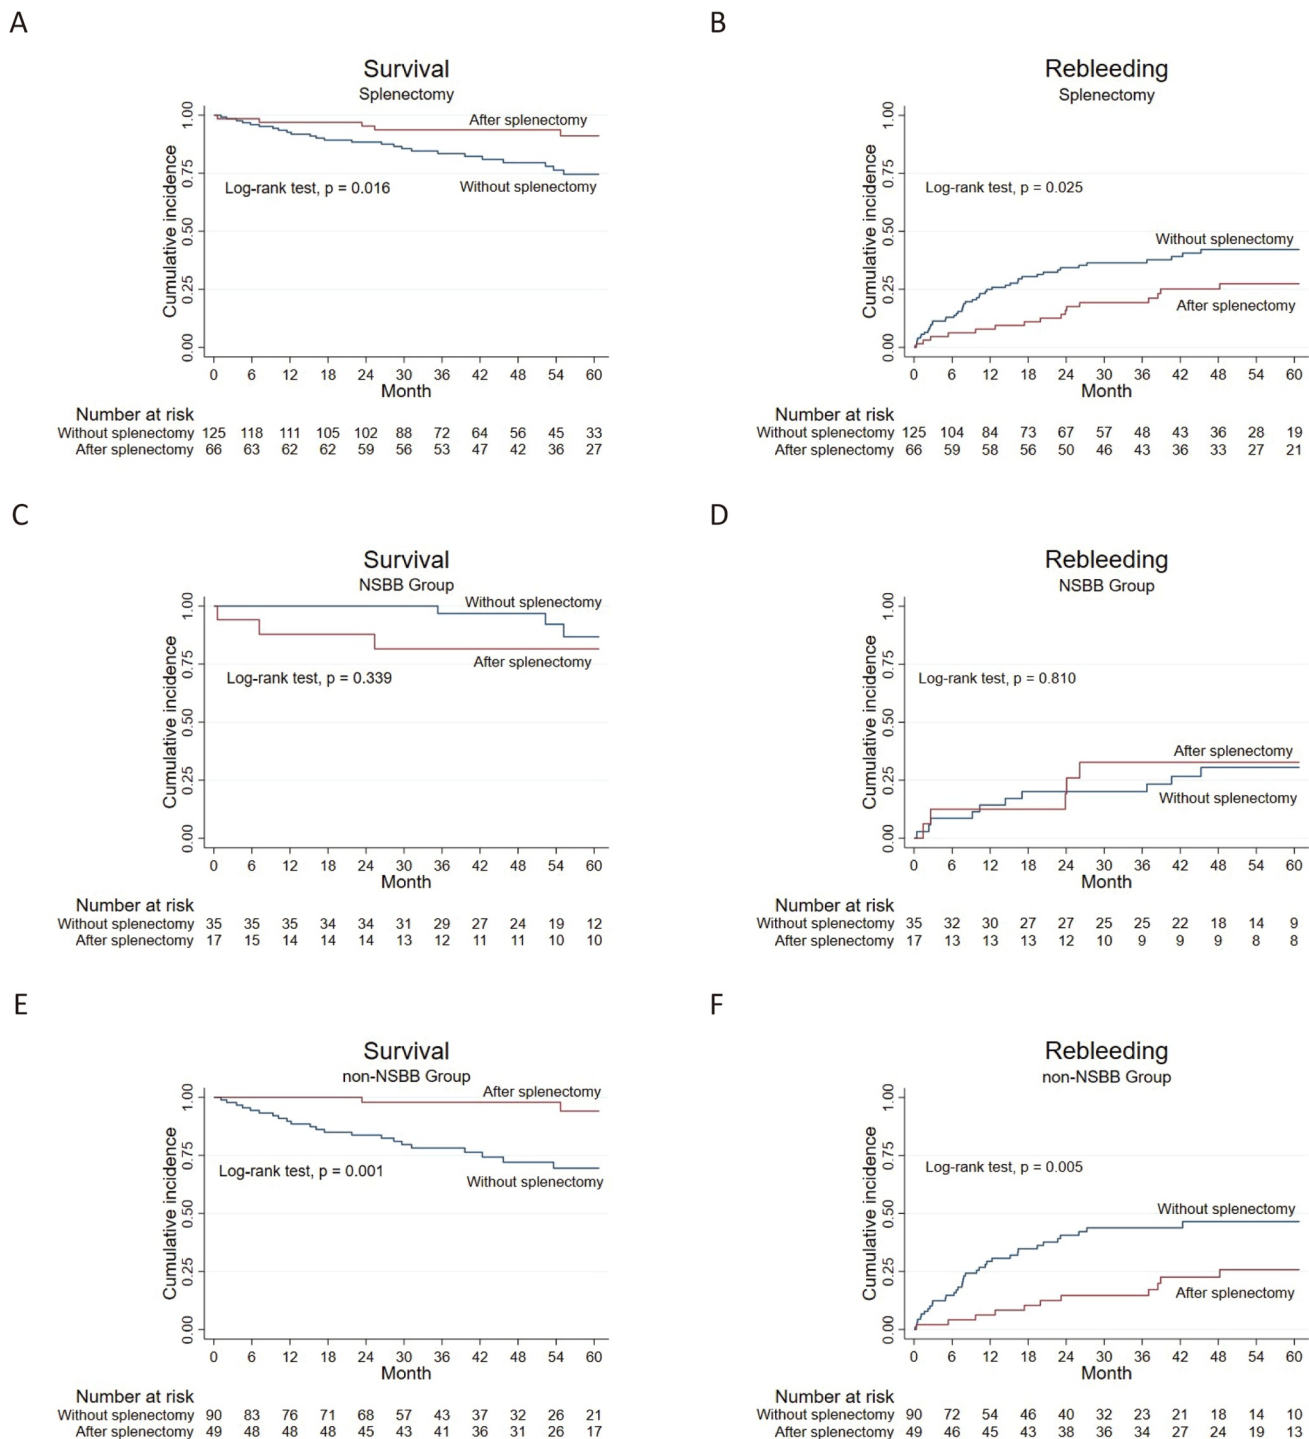 A
Survival
Splenectomy
Cumulative incidence
1.00
0.75
0.50
0.25
0.00
After splenectomy
Without splenectomy
Log-rank test, p = 0.016
0 6 12 18 24 30 36 42 48 54 60
Month
Number at risk
Without splenectomy 125 118 111 105 102 88 72 64 56 45 33
After splenectomy 66 63 62 62 59 56 53 47 42 36 27
B
Rebleeding
Splenectomy
Cumulative incidence
1.00
0.75
0.50
0.25
0.00
Log-rank test, p = 0.025
Without splenectomy
After splenectomy
0 6 12 18 24 30 36 42 48 54 60
Month
Number at risk
Without splenectomy 125 104 84 73 67 57 48 43 36 28 19
After splenectomy 66 59 58 56 50 46 43 36 33 27 21
C
Survival
NSBB Group
Cumulative incidence
1.00
0.75
0.50
0.25
0.00
Without splenectomy
After splenectomy
Log-rank test, p = 0.339
0 6 12 18 24 30 36 42 48 54 60
Month
Number at risk
Without splenectomy 35 35 35 34 34 31 29 27 24 19 12
After splenectomy 17 15 14 14 14 13 12 11 11 10 10
D
Rebleeding
NSBB Group
Cumulative incidence
1.00
0.75
0.50
0.25
0.00
Log-rank test, p = 0.810
After splenectomy
Without splenectomy
0 6 12 18 24 30 36 42 48 54 60
Month
Number at risk
Without splenectomy 35 32 30 27 27 25 25 22 18 14 9
After splenectomy 17 13 13 13 12 10 9 9 9 8 8
E
Survival
non-NSBB Group
Cumulative incidence
1.00
0.75
0.50
0.25
0.00
After splenectomy
Log-rank test, p = 0.001
Without splenectomy
0 6 12 18 24 30 36 42 48 54 60
Month
Number at risk
Without splenectomy 90 83 76 71 68 57 43 37 32 26 21
After splenectomy 49 48 48 48 45 43 41 36 31 26 17
F
Rebleeding
non-NSBB Group
Cumulative incidence
1.00
0.75
0.50
0.25
0.00
Log-rank test, p = 0.005
Without splenectomy
After splenectomy
0 6 12 18 24 30 36 42 48 54 60
Month
Number at risk
Without splenectomy 90 72 54 46 40 32 23 21 18 14 10
After splenectomy 49 46 45 43 38 36 34 27 24 19 13